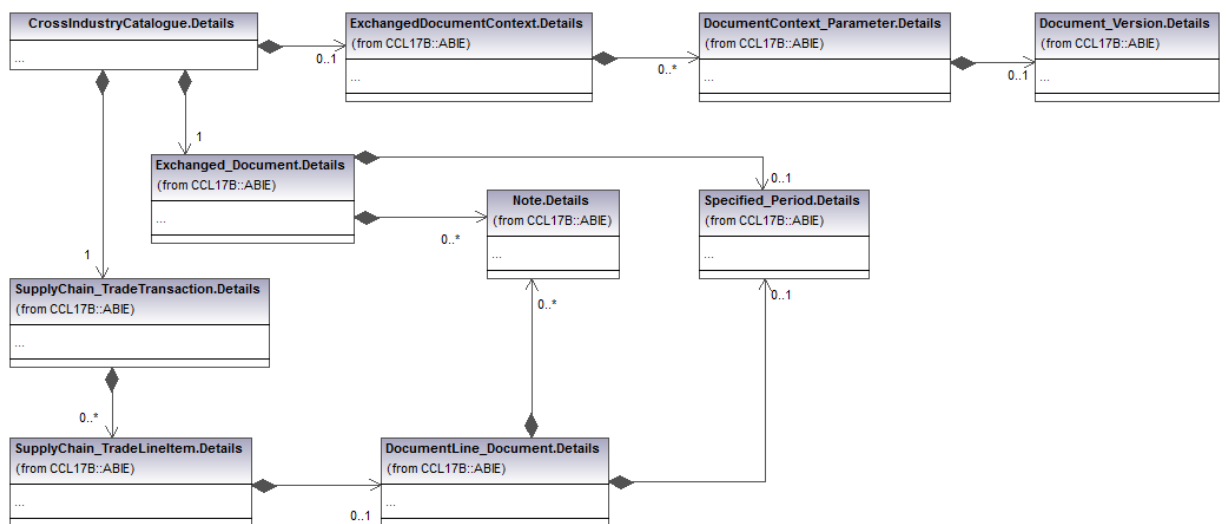 CrossIndustryCatalogue.Details
...
ExchangedDocumentContext.Details
(from CCL17B::ABIE)
...
DocumentContext_Parameter.Details
(from CCL17B::ABIE)
...
Document_Version.Details
(from CCL17B::ABIE)
...
0..1
0..*
0..1
1
Exchanged_Document.Details
(from CCL17B::ABIE)
...
0..1
Note.Details
(from CCL17B::ABIE)
...
0..*
Specified_Period.Details
(from CCL17B::ABIE)
...
1
SupplyChain_TradeTransaction.Details
(from CCL17B::ABIE)
...
0..*
0..1
0..*
SupplyChain_TradeLineItem.Details
(from CCL17B::ABIE)
...
DocumentLine_Document.Details
(from CCL17B::ABIE)
...
0..1